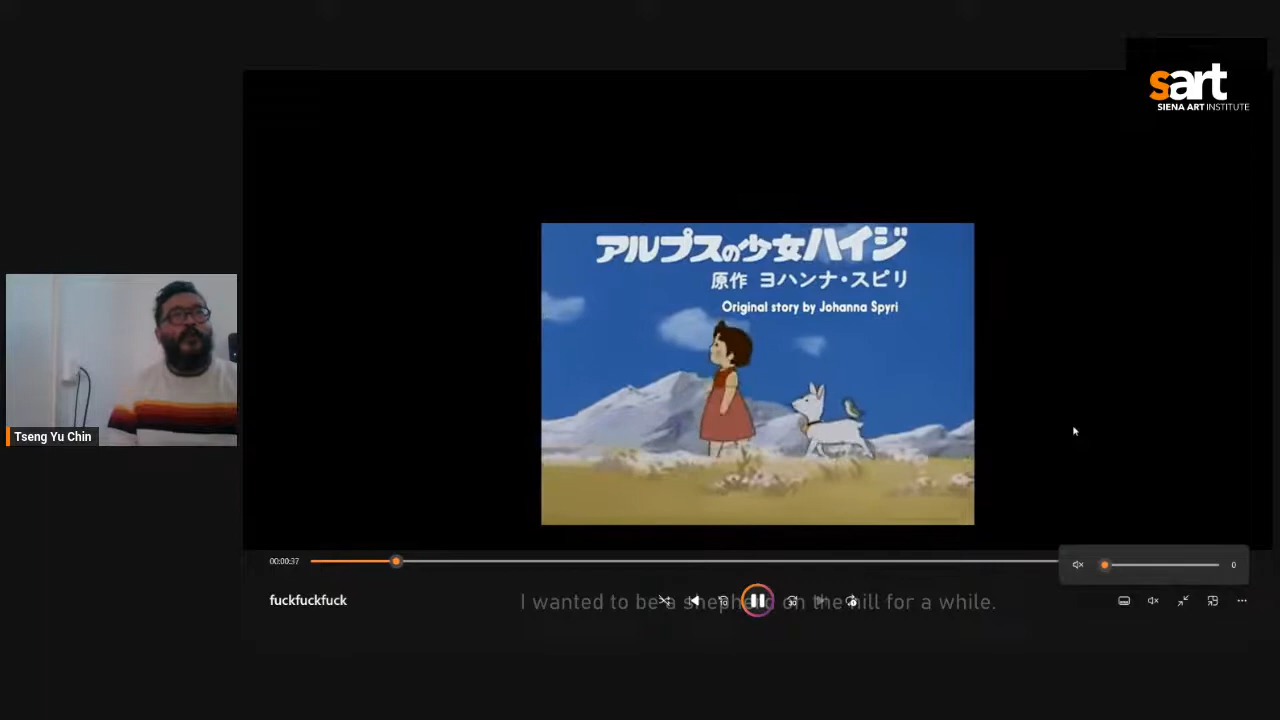 sart
SIENA ART INSTITUTE
アルプスの少女ハイジ
原作 ヨハンナ・スピリ
Original story by Johanna Spyri
Tseng Yu Chin
00:00:37
0
fuckfuckfuck
I wanted to be a shepherd on the hill for a while.
10
30